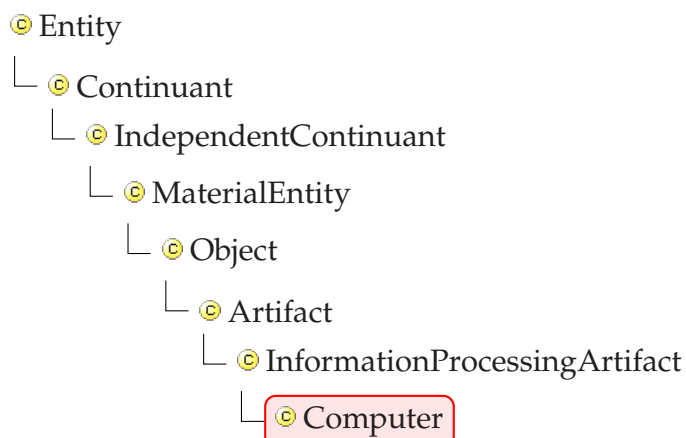 Entity
Continuant
IndependentContinuant
MaterialEntity
Object
Artifact
InformationProcessingArtifact
Computer